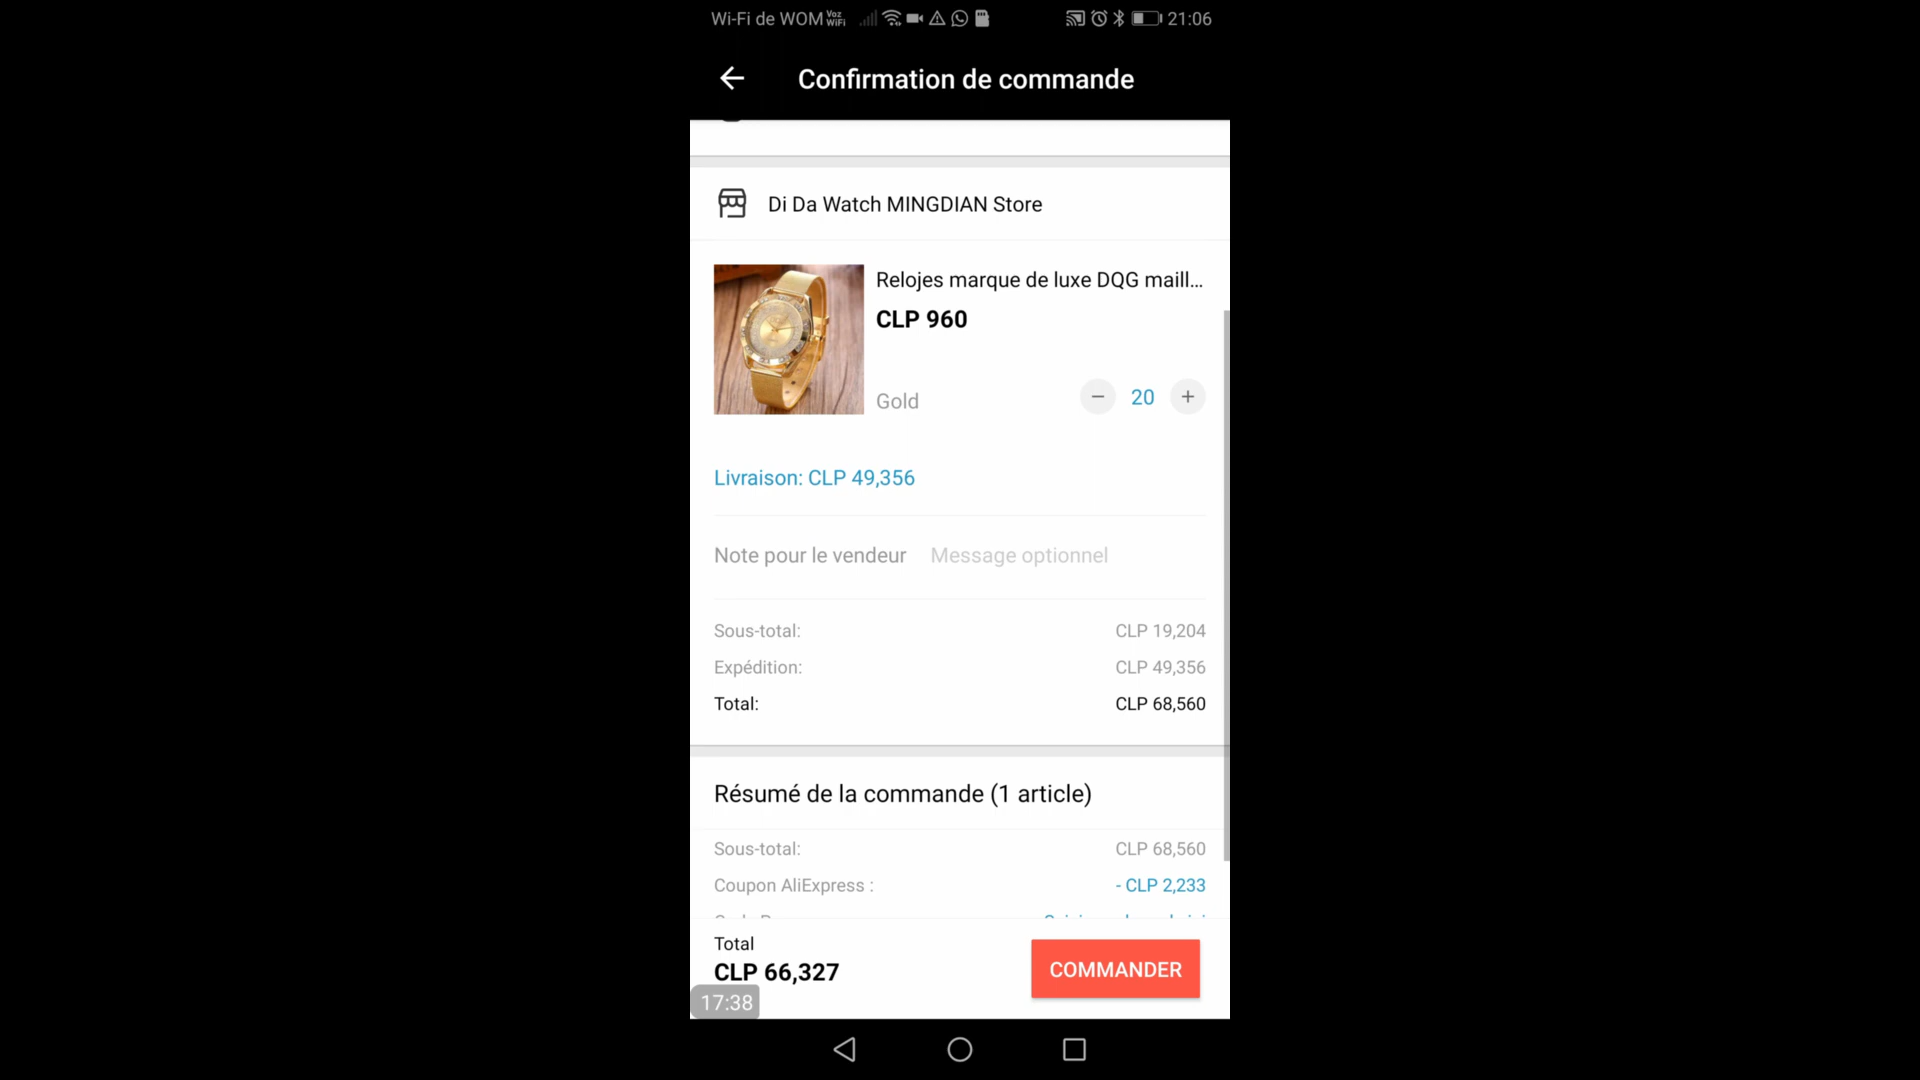 Wi-Fi de WOM Voz WiFi 21:06
Confirmation de commande
Di Da Watch MINGDIAN Store
Relojes marque de luxe DQG maill...
CLP 960
Gold
− 20 +
Livraison: CLP 49,356
Note pour le vendeur Message optionnel
Sous-total: CLP 19,204
Expédition: CLP 49,356
Total: CLP 68,560
Résumé de la commande (1 article)
Sous-total: CLP 68,560
Coupon AliExpress : - CLP 2,233
Total
CLP 66,327
COMMANDER
17:38